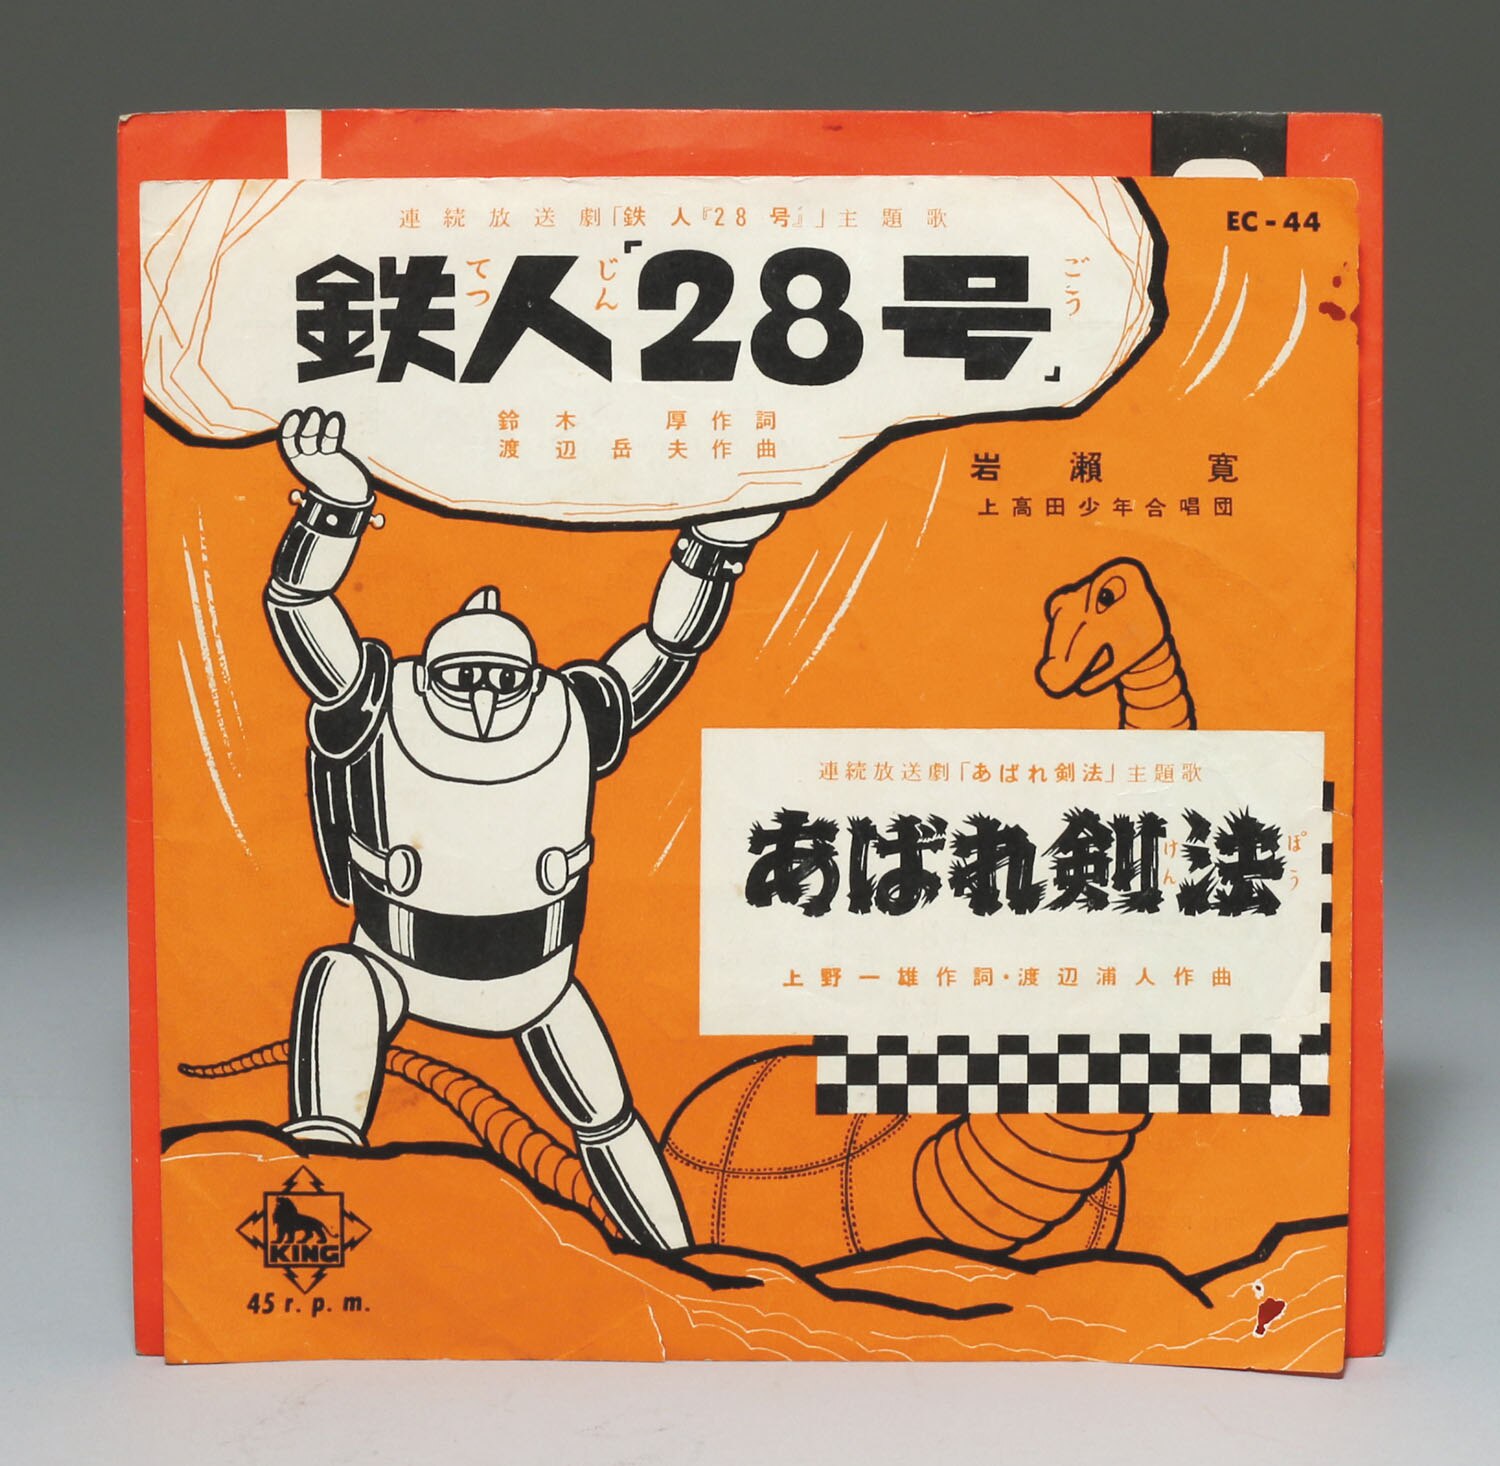 EC-44
連続放送劇「鉄人『28号』」主題歌
鉄人「28号」
てつ じん ごう
鈴木厚作詞
渡辺岳夫作曲
岩瀬寛
上高田少年合唱団
連続放送劇「あばれ剣法」主題歌
あばれ剣法
けん ぽう
上野一雄作詞・渡辺浦人作曲
KING
45 r.p.m.